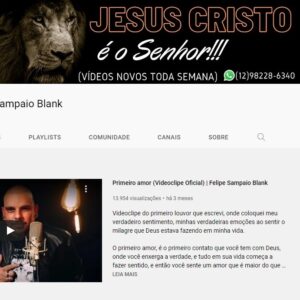 JESUS CRISTO
é o Senhor!!!
(VÍDEOS NOVOS TODA SEMANA) (12)98228-6340
ampaio Blank
PLAYLISTS COMUNIDADE CANAIS SOBRE
Primeiro amor (Videoclipe Oficial) | Felipe Sampaio Blank
13.954 visualizações • há 3 meses
Videoclipe do primeiro louvor que escrevi, onde coloquei meu
verdadeiro sentimento, minhas verdadeiras emoções ao sentir o
milagre que Deus estava fazendo em minha vida.
O primeiro amor, é o primeiro contato que você tem com Deus,
onde você enxerga a verdade, e tudo em sua vida começa a
fazer sentido, e então você sente um amor que é maior do que ...
LEIA MAIS